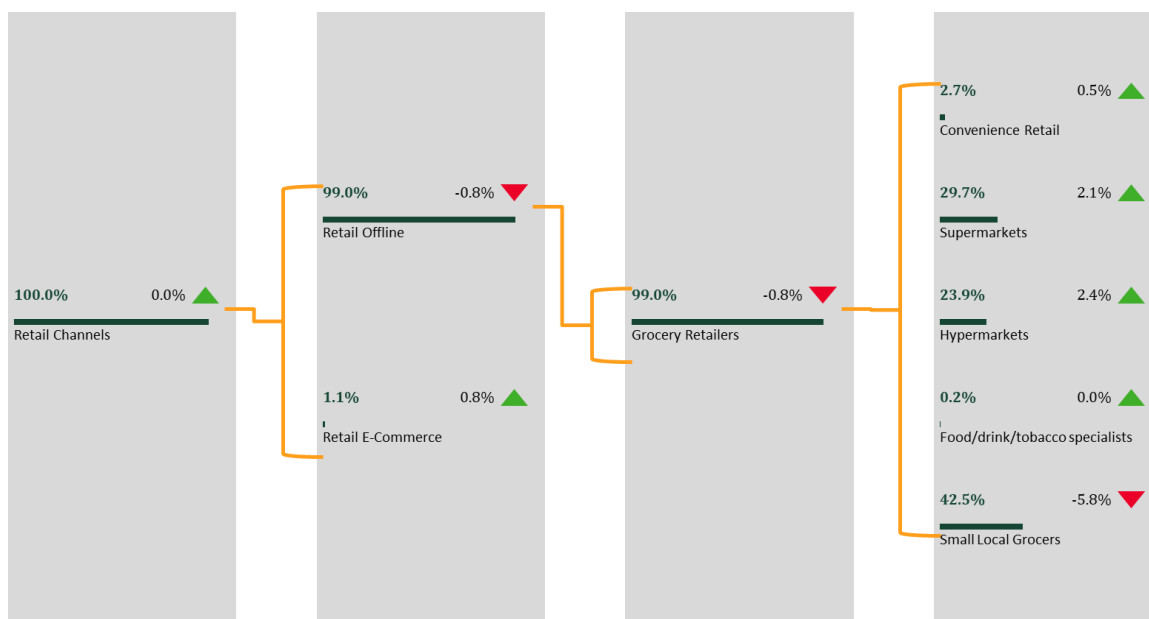 100.0% 0.0%
Retail Channels
99.0% -0.8%
Retail Offline
1.1% 0.8%
Retail E-Commerce
99.0% -0.8%
Grocery Retailers
2.7% 0.5%
Convenience Retail
29.7% 2.1%
Supermarkets
23.9% 2.4%
Hypermarkets
0.2% 0.0%
Food/drink/tobacco specialists
42.5% -5.8%
Small Local Grocers